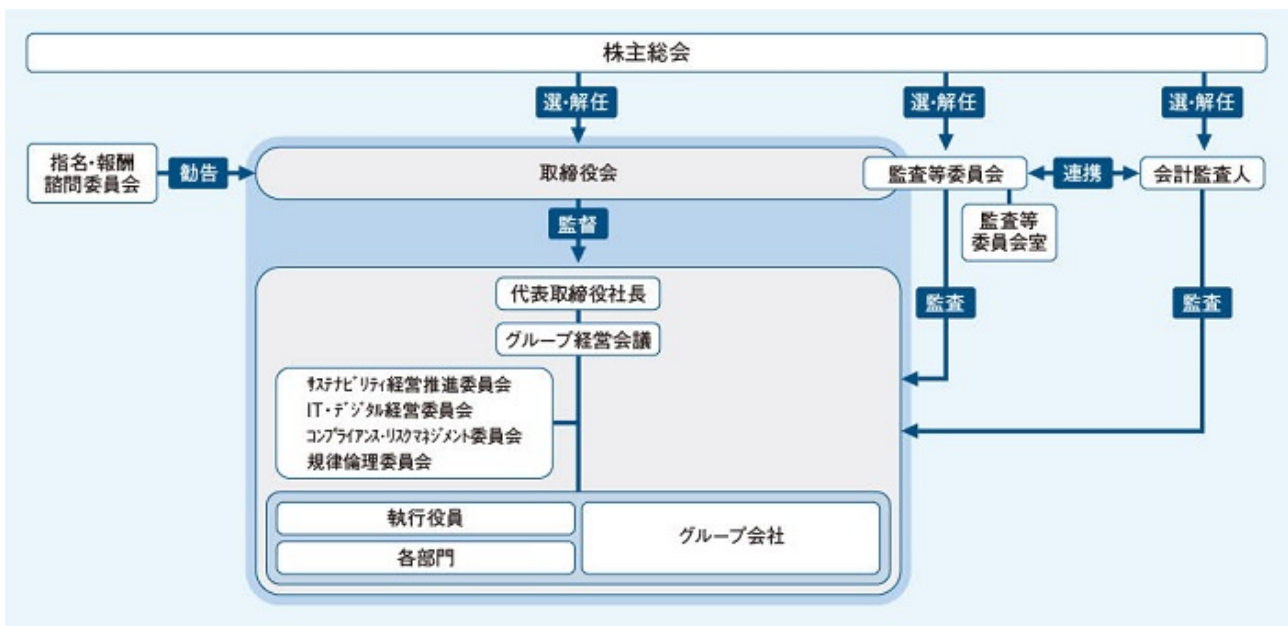 株主総会
選・解任
選・解任
選・解任
指名・報酬
諮問委員会
勧告
取締役会
監査等委員会
連携
会計監査人
監査等
委員会室
監督
代表取締役社長
監査
監査
グループ経営会議
ｻｽﾃﾅﾋﾞﾘﾃｨ経営推進委員会
IT・ﾃﾞｼﾞﾀﾙ経営委員会
ｺﾝﾌﾟﾗｲｱﾝｽ・ﾘｽｸﾏﾈｼﾞﾒﾝﾄ委員会
規律倫理委員会
執行役員
各部門
グループ会社